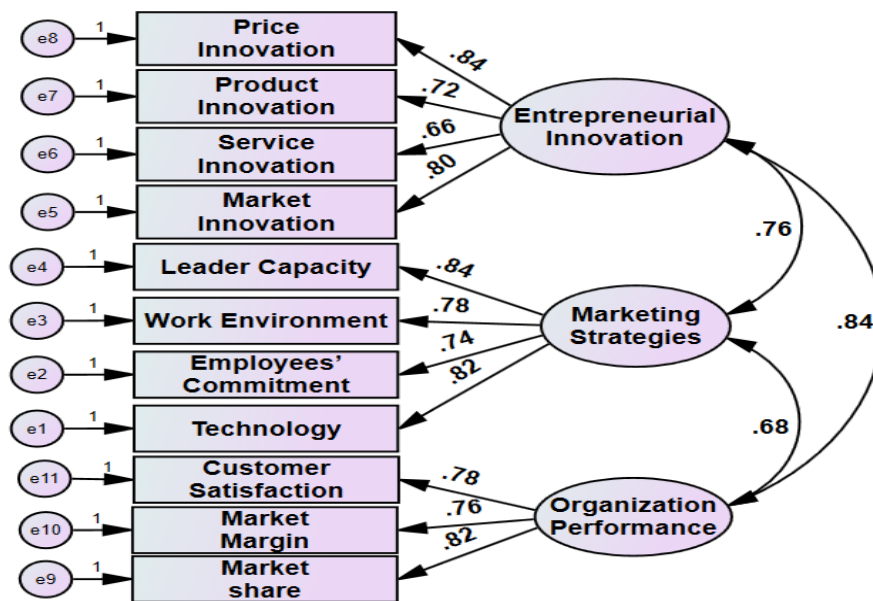 e8
1
Price
Innovation
.84
e7
1
Product
Innovation
.72
Entrepreneurial
Innovation
e6
1
Service
Innovation
.66
e5
1
Market
Innovation
.80
.76
e4
1
Leader Capacity
.84
e3
1
Work Environment
.78
Marketing
Strategies
.84
e2
1
Employees’
Commitment
.74
e1
1
Technology
.82
.68
e11
1
Customer
Satisfaction
.78
e10
1
Market
Margin
.76
Organization
Performance
e9
1
Market
share
.82